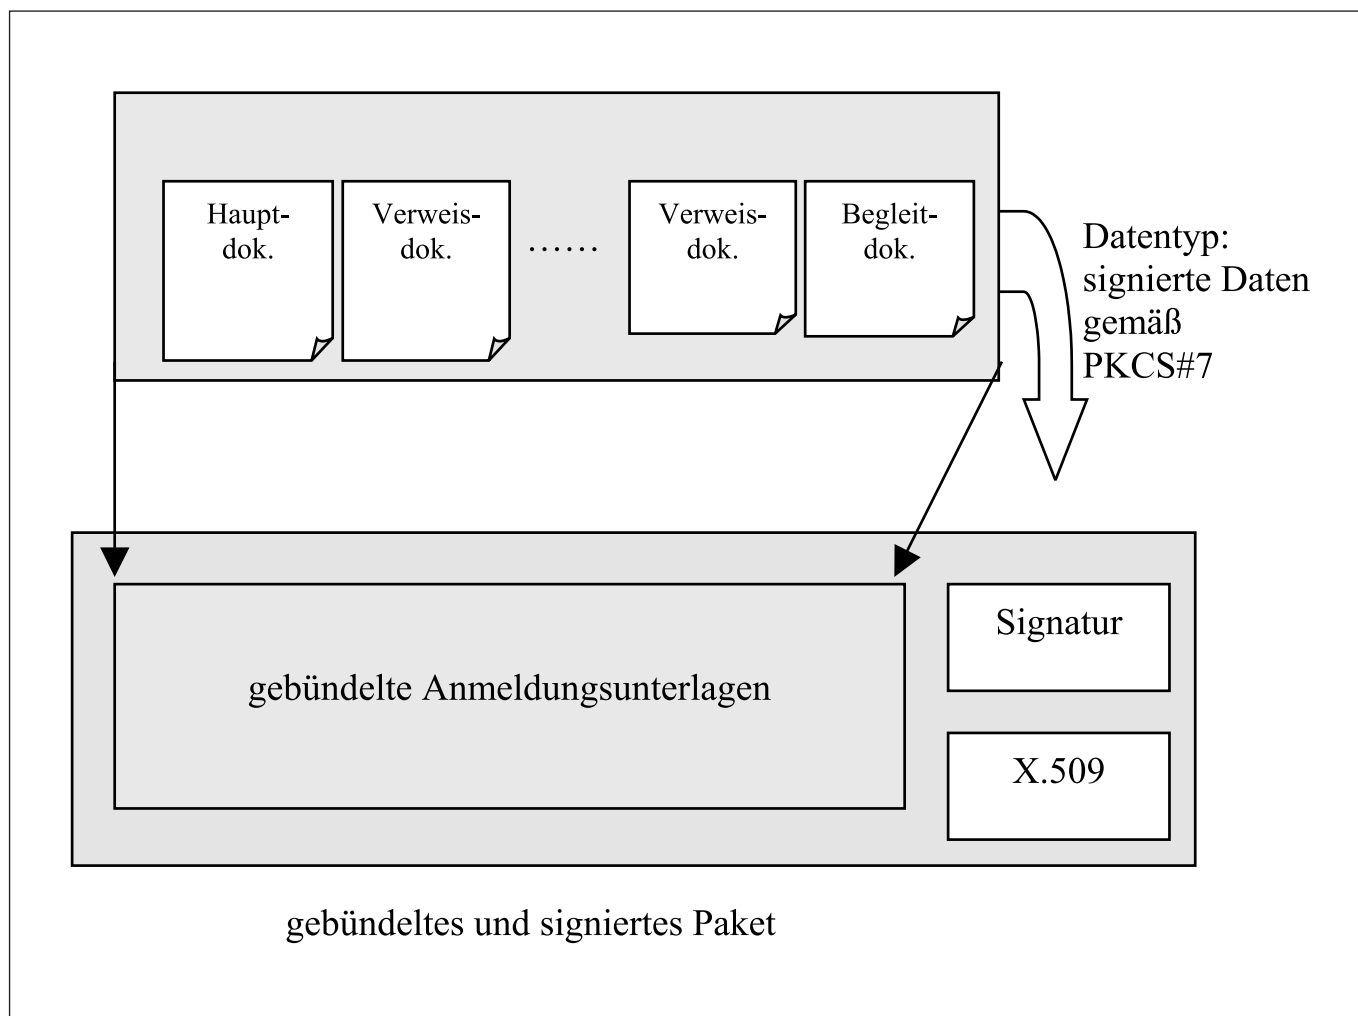 Haupt-
dok.
Verweis-
dok.
......
Verweis-
dok.
Begleit-
dok.
Datentyp:
signierte Daten
gemäß
PKCS#7
gebündelte Anmeldungsunterlagen
Signatur
X.509
gebündeltes und signiertes Paket